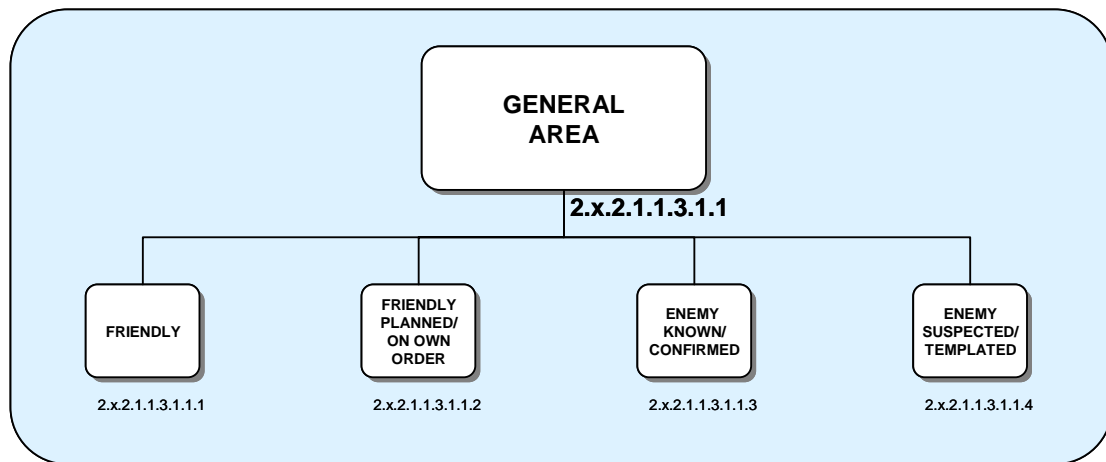 GENERAL
AREA
2.x.2.1.1.3.1.1
FRIENDLY
2.x.2.1.1.3.1.1.1
FRIENDLY
PLANNED/
ON OWN
ORDER
2.x.2.1.1.3.1.1.2
ENEMY
KNOWN/
CONFIRMED
2.x.2.1.1.3.1.1.3
ENEMY
SUSPECTED/
TEMPLATED
2.x.2.1.1.3.1.1.4